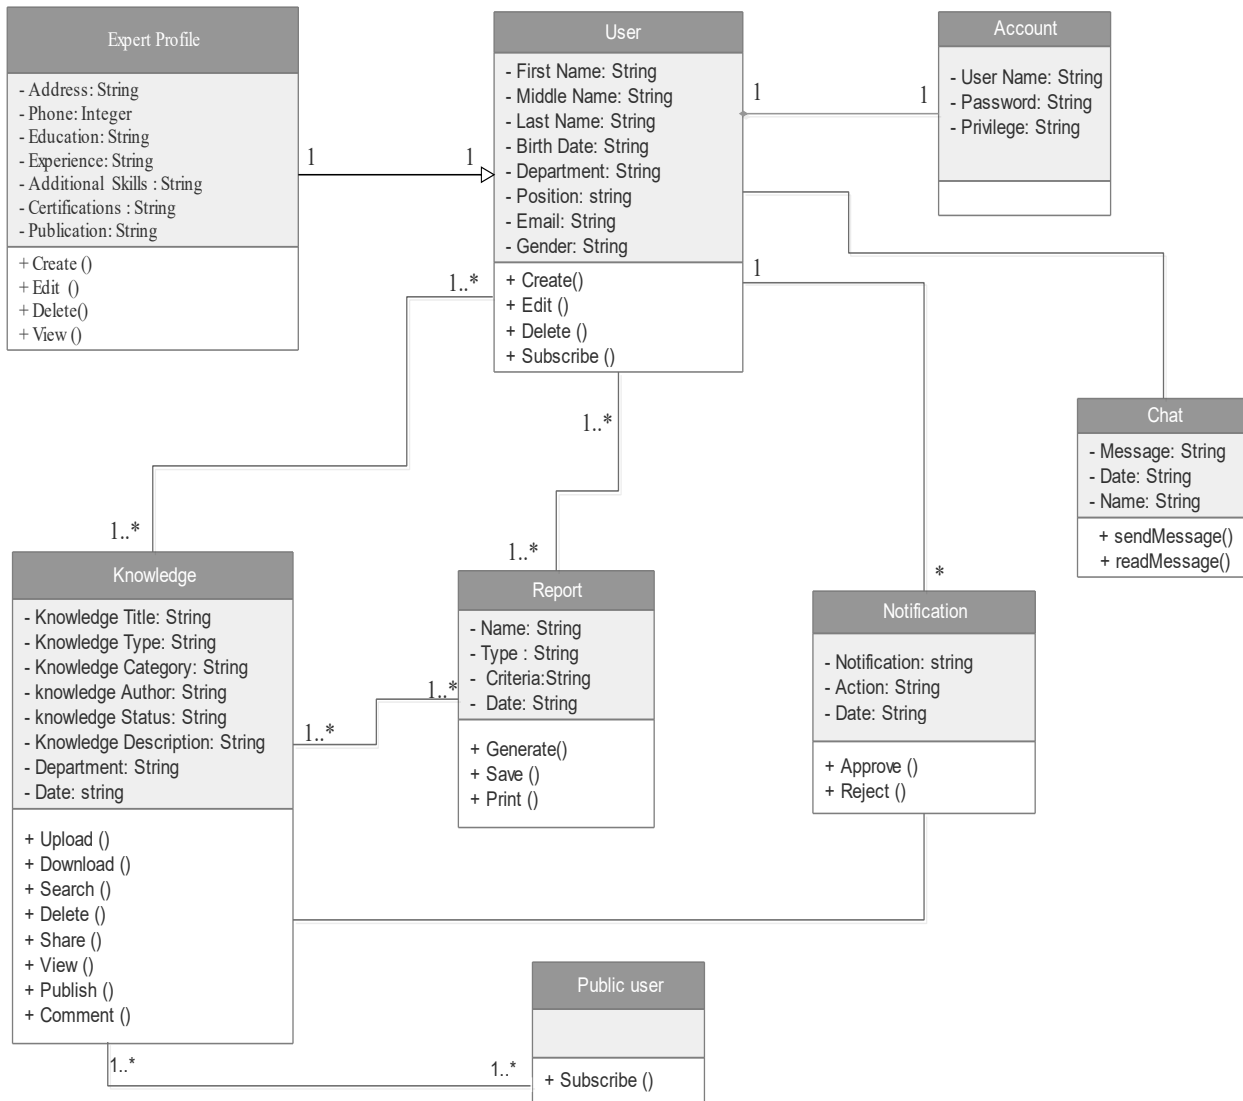 Expert Profile
- Address: String
- Phone: Integer
- Education: String
- Experience: String
- Additional Skills : String
- Certifications : String
- Publication: String
+ Create ()
+ Edit ()
+ Delete()
+ View ()
1
1
User
- First Name: String
- Middle Name: String
- Last Name: String
- Birth Date: String
- Department: String
- Position: string
- Email: String
- Gender: String
+ Create()
+ Edit ()
+ Delete ()
+ Subscribe ()
1
1
Account
- User Name: String
- Password: String
- Privilege: String
1..*
1..*
1..*
1..*
1
*
Chat
- Message: String
- Date: String
- Name: String
+ sendMessage()
+ readMessage()
Knowledge
- Knowledge Title: String
- Knowledge Type: String
- Knowledge Category: String
- knowledge Author: String
- knowledge Status: String
- Knowledge Description: String
- Department: String
- Date: string
+ Upload ()
+ Download ()
+ Search ()
+ Delete ()
+ Share ()
+ View ()
+ Publish ()
+ Comment ()
1..*
1..*
Report
- Name: String
- Type : String
- Criteria:String
- Date: String
+ Generate()
+ Save ()
+ Print ()
Notification
- Notification: string
- Action: String
- Date: String
+ Approve ()
+ Reject ()
1..*
1..*
Public user
+ Subscribe ()